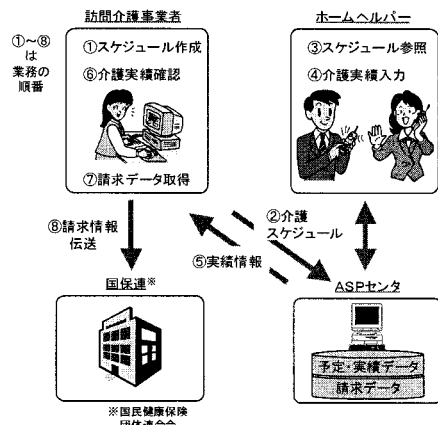 訪問介護事業者
ホームヘルパー
①~⑧
は
業務の
順番
①スケジュール作成
⑥介護実績確認
⑦請求データ取得
③スケジュール参照
④介護実績入力
⑧請求情報
伝送
②介護
スケジュール
⑤実績情報
国保連※
ASPセンタ
予定・実績データ
請求データ
※国民健康保険
団体連合会